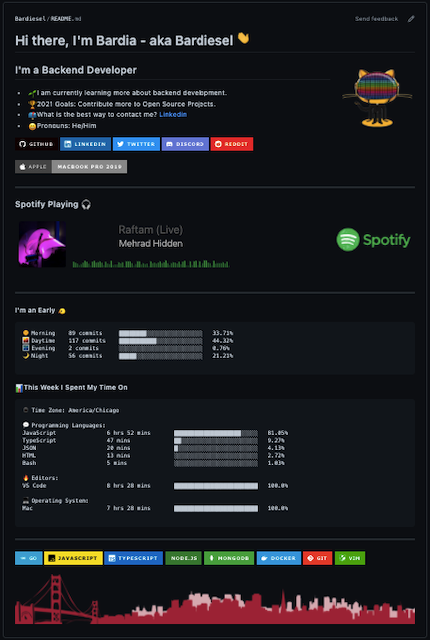 Bardiesel/README.md
Send feedback
Hi there, I'm Bardia - aka Bardiesel 👋
I'm a Backend Developer
🌱I am currently learning more about backend development.
🏆2021 Goals: Contribute more to Open Source Projects.
What is the best way to contact me? Linkedin
😄Pronouns: He/Him
GITHUB LINKEDIN TWITTER DISCORD REDDIT
APPLE MACBOOK PRO 2019
Spotify Playing 🎧
Raftam (Live)
Mehrad Hidden
Spotify
I'm an Early 🐤
🌞 Morning 89 commits 33.71%
🌆 Daytime 117 commits 44.32%
🌃 Evening 2 commits 0.76%
🌙 Night 56 commits 21.21%
📊This Week I Spent My Time On
Time Zone: America/Chicago
💬 Programming Languages:
JavaScript 6 hrs 52 mins 81.05%
TypeScript 47 mins 9.27%
JSON 20 mins 4.13%
HTML 13 mins 2.72%
Bash 5 mins 1.03%
🔥 Editors:
VS Code 8 hrs 28 mins 100.0%
Operating System:
Mac 7 hrs 28 mins 100.0%
GO JAVASCRIPT TYPESCRIPT NODE.JS MONGODB DOCKER GIT VIM